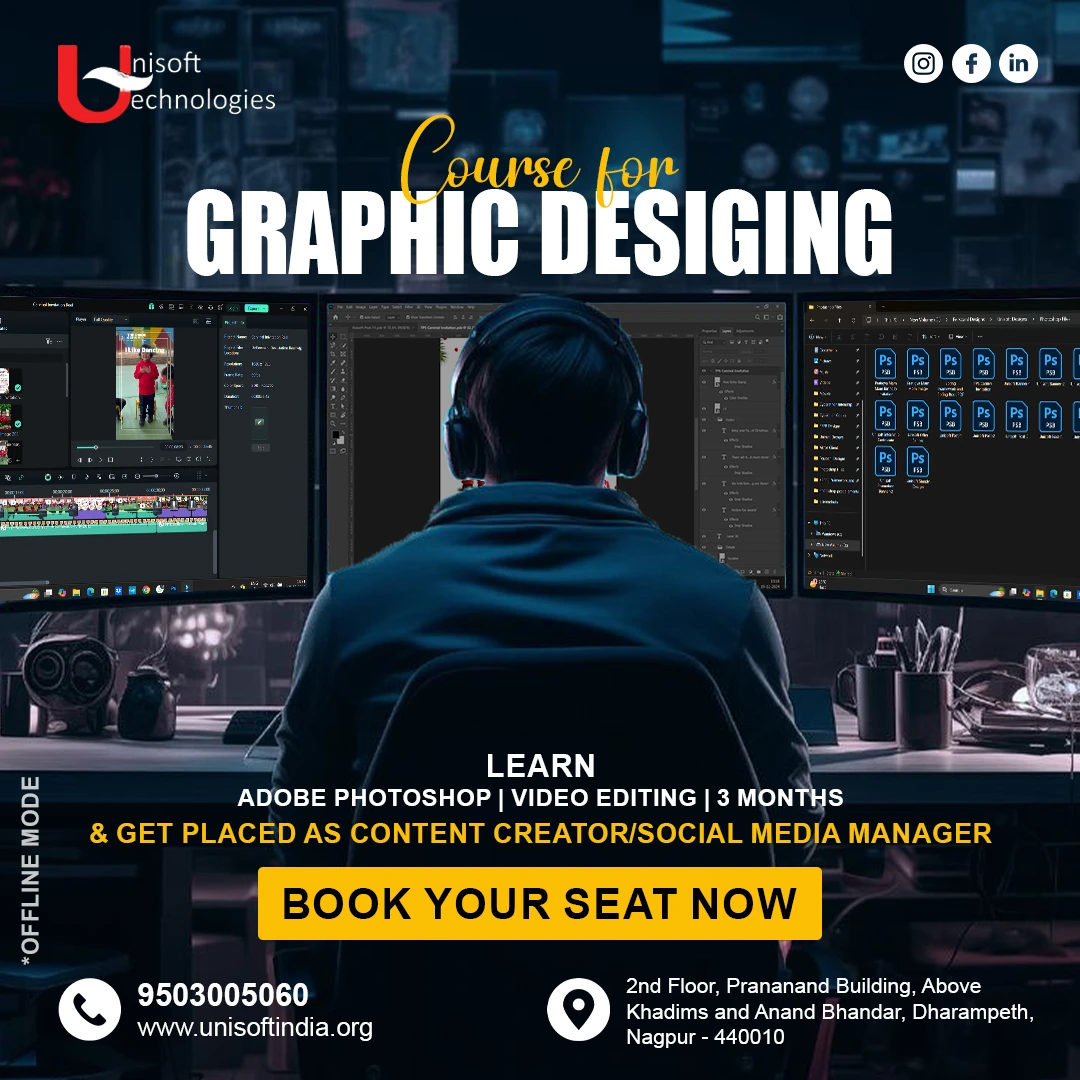 Unisoft
Technologies
Course for
GRAPHIC DESIGING
I Like Dancing
LEARN
ADOBE PHOTOSHOP | VIDEO EDITING | 3 MONTHS
& GET PLACED AS CONTENT CREATOR/SOCIAL MEDIA MANAGER
BOOK YOUR SEAT NOW
*OFFLINE MODE
9503005060
www.unisoftindia.org
2nd Floor, Prananand Building, Above
Khadims and Anand Bhandar, Dharampeth,
Nagpur - 440010